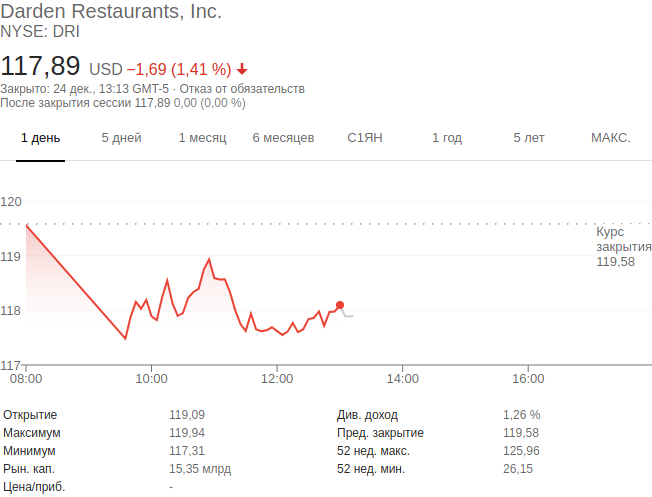 Darden Restaurants, Inc.
NYSE: DRI
117,89 USD −1,69 (1,41 %)
Закрыто: 24 дек., 13:13 GMT-5 · Отказ от обязательств
После закрытия сессии 117,89 0,00 (0,00 %)
1 день 5 дней 1 месяц 6 месяцев С1ЯН 1 год 5 лет МАКС.
120
Курс
закрытия
119,58
119
118
117
08:00 10:00 12:00 14:00 16:00
Открытие 119,09 Див. доход 1,26 %
Максимум 119,94 Пред. закрытие 119,58
Минимум 117,31 52 нед. макс. 125,96
Рын. кап. 15,35 млрд 52 нед. мин. 26,15
Цена/приб. -